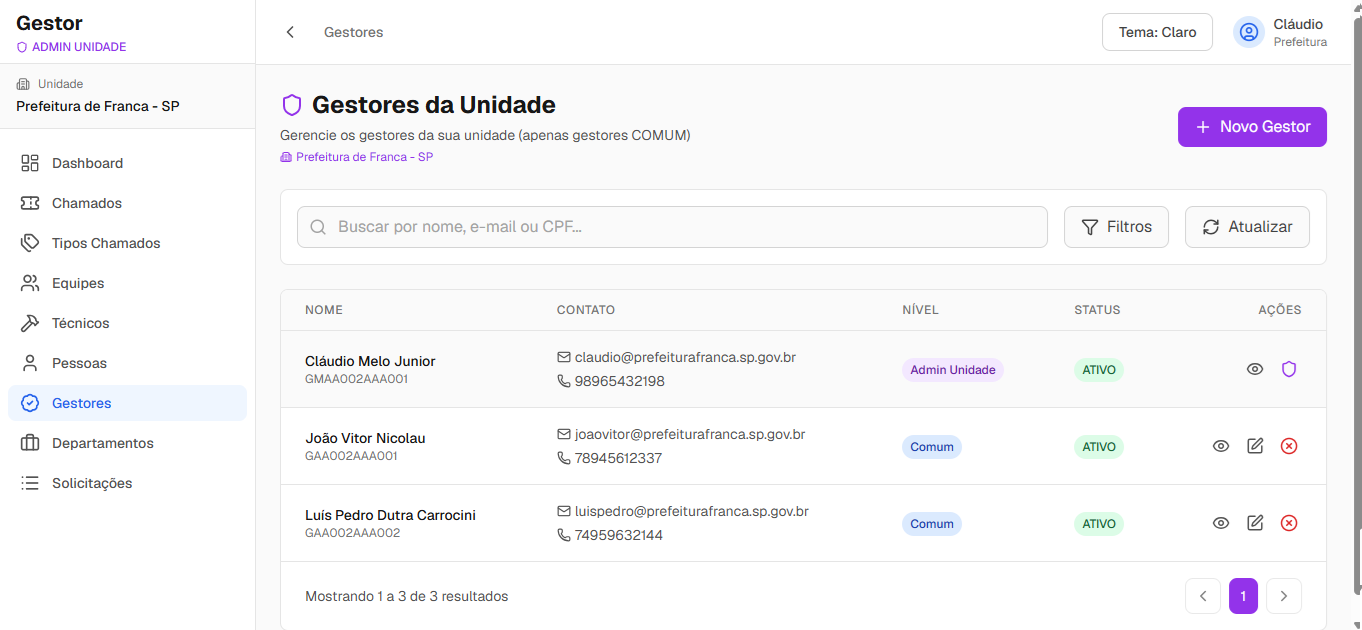 Gestor
ADMIN UNIDADE
Unidade
Prefeitura de Franca - SP
Dashboard
Chamados
Tipos Chamados
Equipes
Técnicos
Pessoas
Gestores
Departamentos
Solicitações
Gestores
Tema: Claro
Cláudio
Prefeitura
Gestores da Unidade
Gerencie os gestores da sua unidade (apenas gestores COMUM)
Prefeitura de Franca - SP
Novo Gestor
Buscar por nome, e-mail ou CPF...
Filtros
Atualizar
NOME CONTATO NÍVEL STATUS AÇÕES
Cláudio Melo Junior
GMAA002AAA001
claudio@prefeiturafranca.sp.gov.br
98965432198
Admin Unidade
ATIVO
João Vitor Nicolau
GAA002AAA001
joaovitor@prefeiturafranca.sp.gov.br
78945612337
Comum
ATIVO
Luís Pedro Dutra Carrocini
GAA002AAA002
luispedro@prefeiturafranca.sp.gov.br
74959632144
Comum
ATIVO
Mostrando 1 a 3 de 3 resultados
1